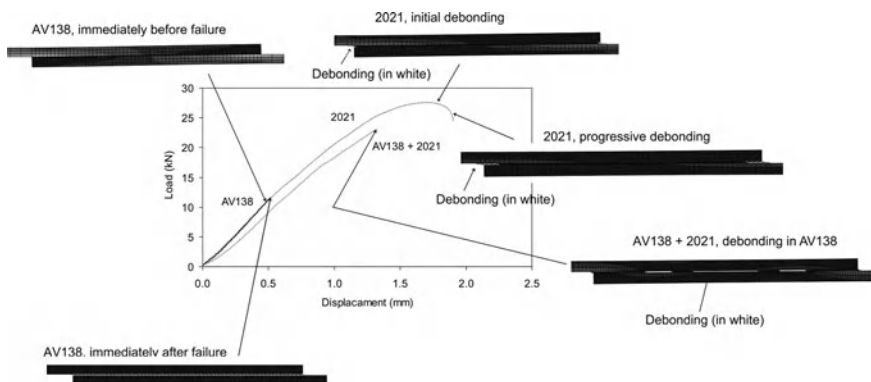 AV138, immediately before failure
2021, initial debonding
Debonding (in white)
30
25
20
15
10
5
0
Load (kN)
2021
AV138 + 2021
AV138
2021, progressive debonding
Debonding (in white)
AV138 + 2021, debonding in AV138
Debonding (in white)
0.0 0.5 1.0 1.5 2.0 2.5
Displacament (mm)
AV138. immediately after failure